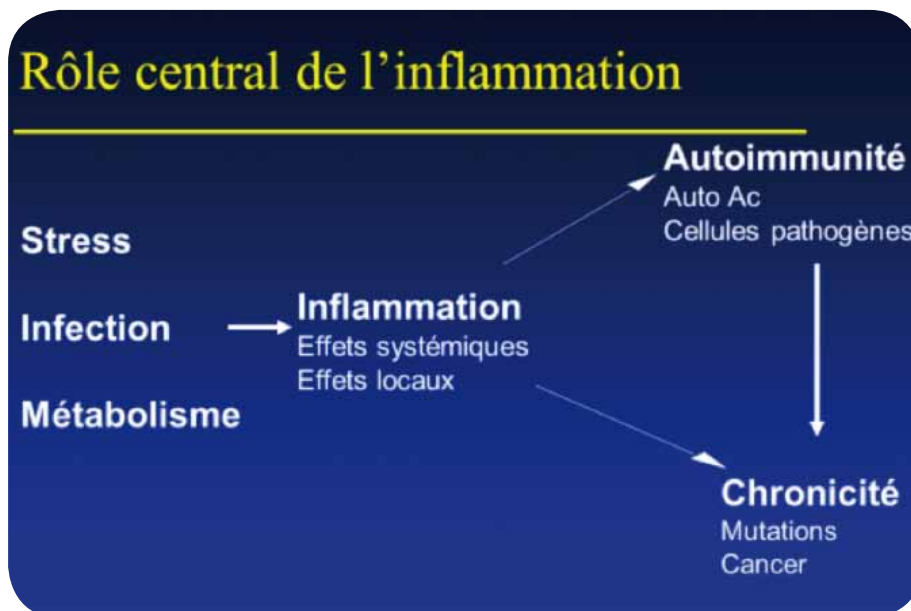 Rôle central de l’inflammation
Stress
Infection
Métabolisme
Inflammation
Effets systémiques
Effets locaux
Autoimmunité
Auto Ac
Cellules pathogènes
Chronicité
Mutations
Cancer